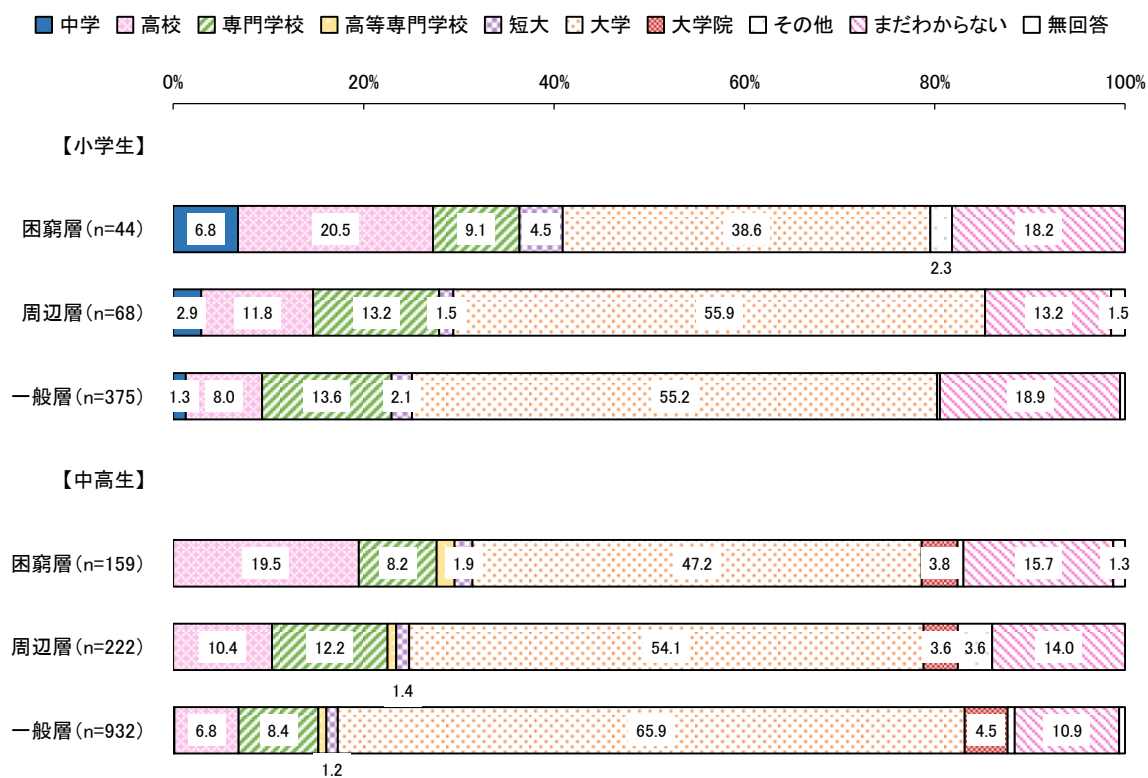 中学 高校 専門学校 高等専門学校 短大 大学 大学院 その他 まだわからない 無回答
0% 20% 40% 60% 80% 100%
【小学生】
困窮層(n=44) 6.8 20.5 9.1 4.5 38.6 18.2
2.3
周辺層(n=68) 2.9 11.8 13.2 1.5 55.9 13.2 1.5
一般層(n=375) 1.3 8.0 13.6 2.1 55.2 18.9
【中高生】
困窮層(n=159) 19.5 8.2 1.9 47.2 3.8 15.7 1.3
周辺層(n=222) 10.4 12.2 54.1 3.6 3.6 14.0
1.4
一般層(n=932) 6.8 8.4 65.9 4.5 10.9
1.2